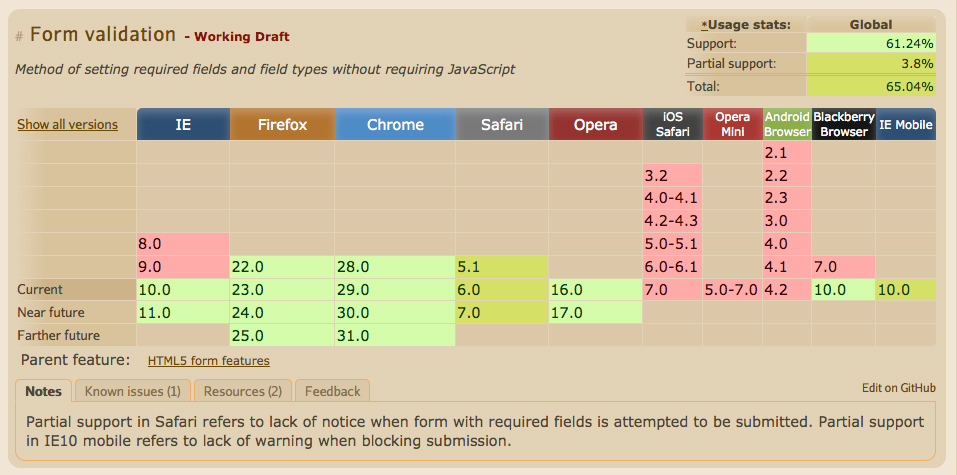 # Form validation - Working Draft
*Usage stats: Global
Support: 61.24%
Partial support: 3.8%
Total: 65.04%
Method of setting required fields and field types without requiring JavaScript
Show all versions IE Firefox Chrome Safari Opera iOS Safari Opera Mini Android Browser Blackberry Browser IE Mobile
2.1
3.2 2.2
4.0-4.1 2.3
4.2-4.3 3.0
8.0 5.0-5.1 4.0
9.0 22.0 28.0 5.1 6.0-6.1 4.1 7.0
Current 10.0 23.0 29.0 6.0 16.0 7.0 5.0-7.0 4.2 10.0 10.0
Near future 11.0 24.0 30.0 7.0 17.0
Farther future 25.0 31.0
Parent feature: HTML5 form features
Notes Known issues (1) Resources (2) Feedback Edit on GitHub
Partial support in Safari refers to lack of notice when form with required fields is attempted to be submitted. Partial support
in IE10 mobile refers to lack of warning when blocking submission.